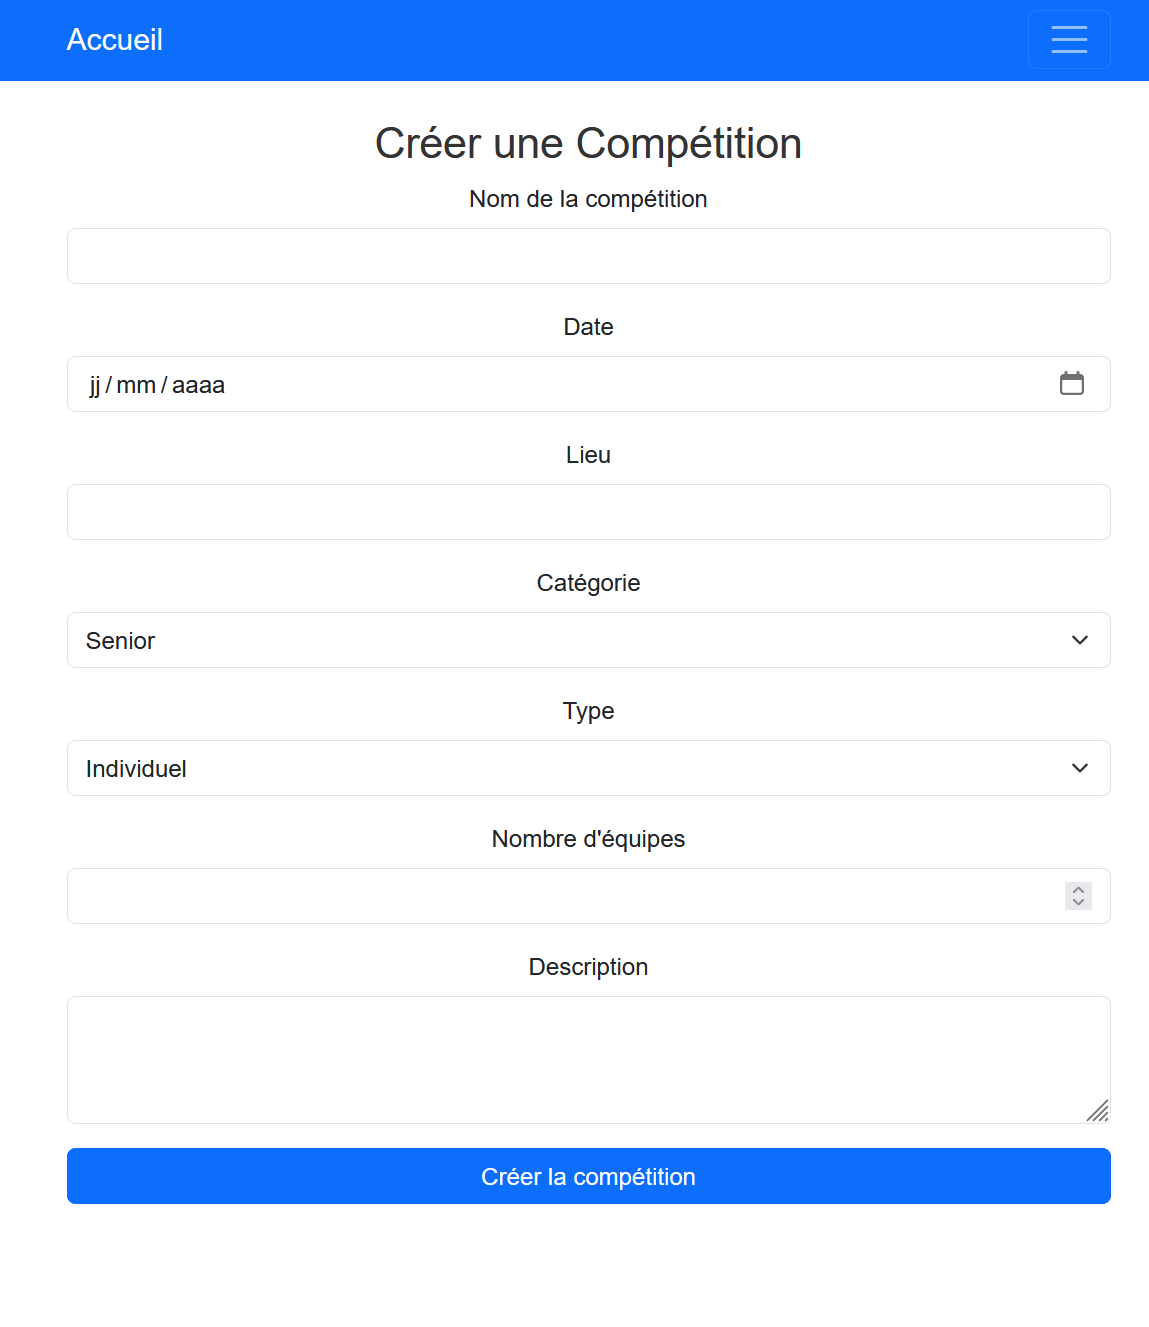 Accueil
Créer une Compétition
Nom de la compétition
Date
jj/mm/aaaa
Lieu
Catégorie
Senior
Type
Individuel
Nombre d'équipes
Description
Créer la compétition